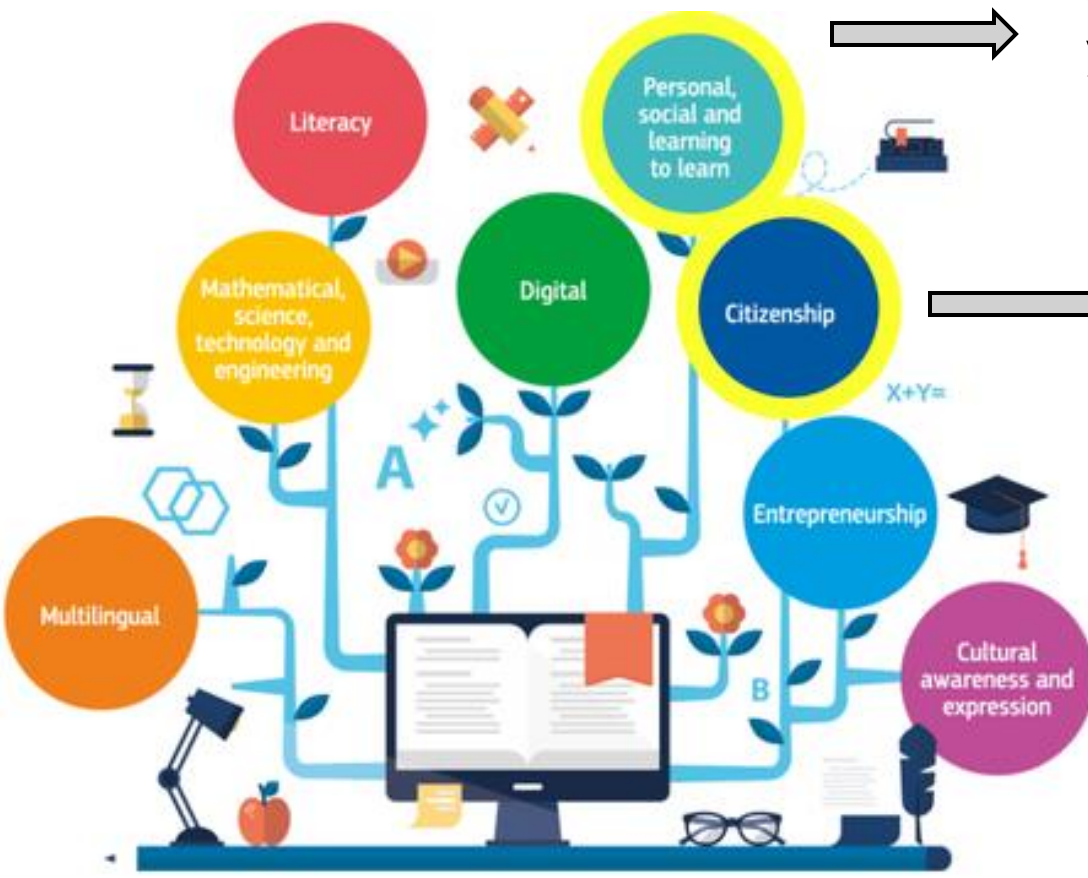 Literacy
Personal,
social and
learning
to learn
Mathematical,
science,
technology and
engineering
Digital
Citizenship
X+Y=
A
V
Entrepreneurship
Multilingual
Cultural
awareness and
expression
B